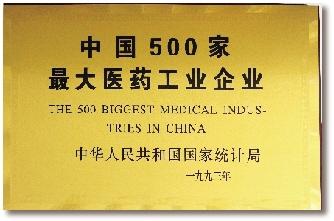 中国500家
最大医药工业企业
THE 500 BIGGEST MEDICAL INDUS-
TRIES IN CHINA
中华人民共和国国家统计局
一九九三年